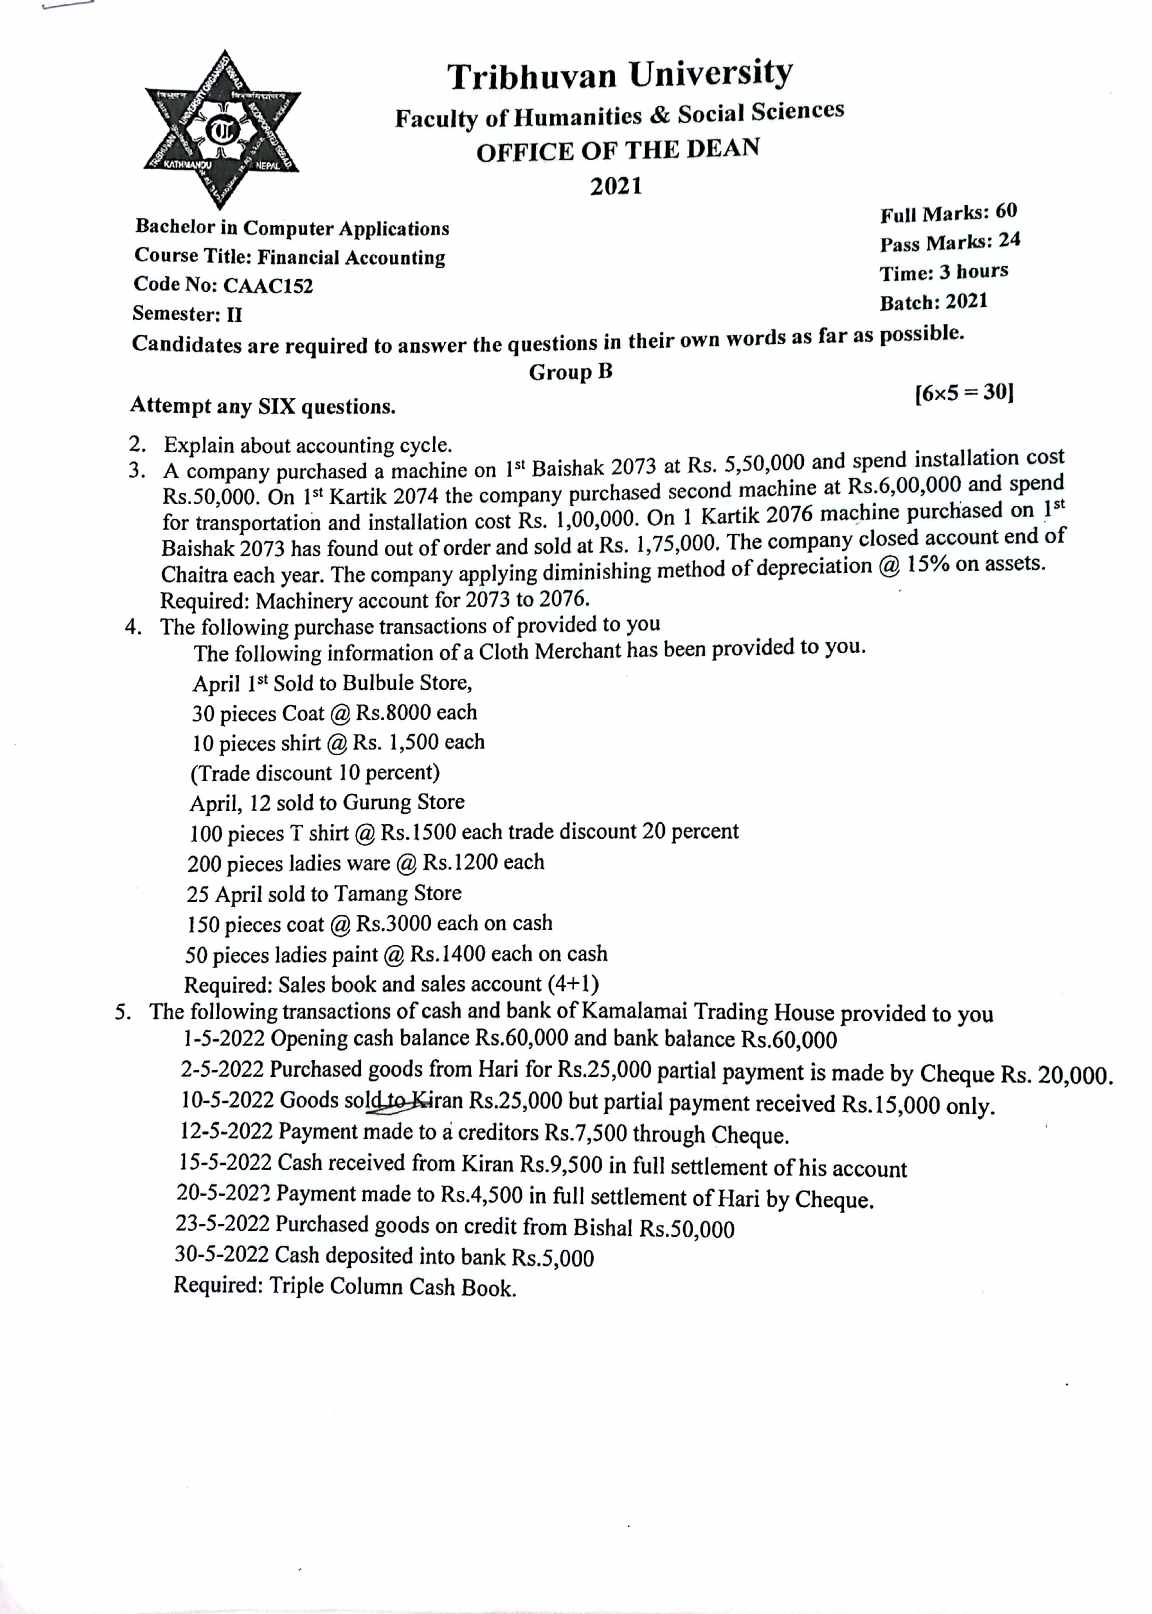 Tribhuvan University
Faculty of Humanities & Social Sciences
OFFICE OF THE DEAN
2021
KATHMANDU NEPAL
Full Marks: 60
Bachelor in Computer Applications
Pass Marks: 24
Course Title: Financial Accounting
Time: 3 hours
Code No: CAAC152
Batch: 2021
Semester: II
Candidates are required to answer the questions in their own words as far as possible.
Group B
Attempt any SIX questions. [6×5 = 30]
2. Explain about accounting cycle.
3. A company purchased a machine on 1st Baishak 2073 at Rs. 5,50,000 and spend installation cost
Rs.50,000. On 1st Kartik 2074 the company purchased second machine at Rs.6,00,000 and spend
for transportation and installation cost Rs. 1,00,000. On 1 Kartik 2076 machine purchased on 1st
Baishak 2073 has found out of order and sold at Rs. 1,75,000. The company closed account end of
Chaitra each year. The company applying diminishing method of depreciation @ 15% on assets.
Required: Machinery account for 2073 to 2076.
4. The following purchase transactions of provided to you
The following information of a Cloth Merchant has been provided to you.
April 1st Sold to Bulbule Store,
30 pieces Coat @ Rs.8000 each
10 pieces shirt @ Rs. 1,500 each
(Trade discount 10 percent)
April, 12 sold to Gurung Store
100 pieces T shirt @ Rs.1500 each trade discount 20 percent
200 pieces ladies ware @ Rs.1200 each
25 April sold to Tamang Store
150 pieces coat @ Rs.3000 each on cash
50 pieces ladies paint @ Rs.1400 each on cash
Required: Sales book and sales account (4+1)
5. The following transactions of cash and bank of Kamalamai Trading House provided to you
1-5-2022 Opening cash balance Rs.60,000 and bank balance Rs.60,000
2-5-2022 Purchased goods from Hari for Rs.25,000 partial payment is made by Cheque Rs. 20,000.
10-5-2022 Goods sold to Kiran Rs.25,000 but partial payment received Rs.15,000 only.
12-5-2022 Payment made to a creditors Rs.7,500 through Cheque.
15-5-2022 Cash received from Kiran Rs.9,500 in full settlement of his account
20-5-2022 Payment made to Rs.4,500 in full settlement of Hari by Cheque.
23-5-2022 Purchased goods on credit from Bishal Rs.50,000
30-5-2022 Cash deposited into bank Rs.5,000
Required: Triple Column Cash Book.